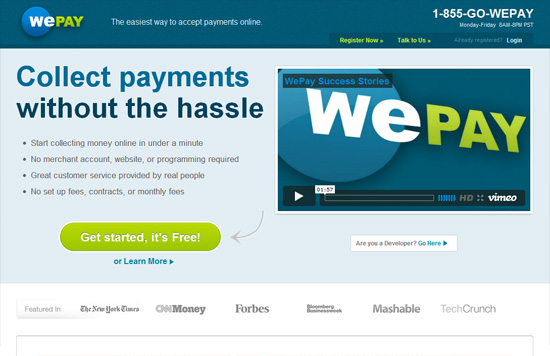 WePAY
The easiest way to accept payments online.
1-855-GO-WEPAY
Monday-Friday 8AM-8PM PST
Register Now » Talk to Us » Already registered? Login
Collect payments
without the hassle
Start collecting money online in under a minute
No merchant account, website, or programming required
Great customer service provided by real people
No set up fees, contracts, or monthly fees
Get started, it's Free!
or Learn More
WePay Success Stories
WePAY
01:57
HD vimeo
Are you a Developer? Go Here
Featured In The New York Times CNNMoney Forbes Bloomberg Businessweek Mashable TechCrunch